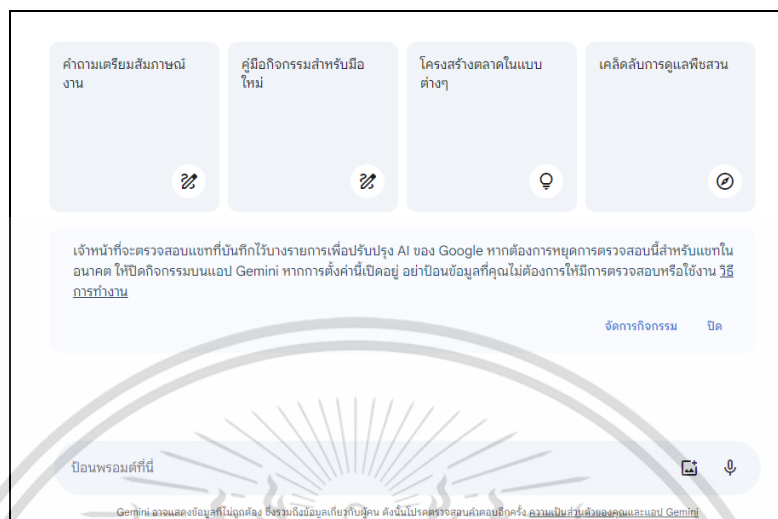 คำถามเตรียมสัมภาษณ์
งาน
คู่มือกิจกรรมสำหรับมือ
ใหม่
โครงสร้างตลาดในแบบ
ต่างๆ
เคล็ดลับการดูแลพืชสวน
เจ้าหน้าที่จะตรวจสอบแชทที่บันทึกไว้บางรายการเพื่อปรับปรุง AI ของ Google หากต้องการหยุดการตรวจสอบนี้สำหรับแชทใน
อนาคต ให้ปิดกิจกรรมบนแอป Gemini หากการตั้งค่านี้เปิดอยู่ อย่าป้อนข้อมูลที่คุณไม่ต้องการให้มีการตรวจสอบหรือใช้งาน วิธี
การทำงาน
จัดการกิจกรรม ปิด
ป้อนพรอมต์ที่นี่
Gemini อาจแสดงข้อมูลที่ไม่ถูกต้อง ซึ่งรวมถึงข้อมูลเกี่ยวกับผู้คน ดังนั้นโปรดตรวจสอบคำตอบอีกครั้ง ความเป็นส่วนตัวของคุณและแอป Gemini